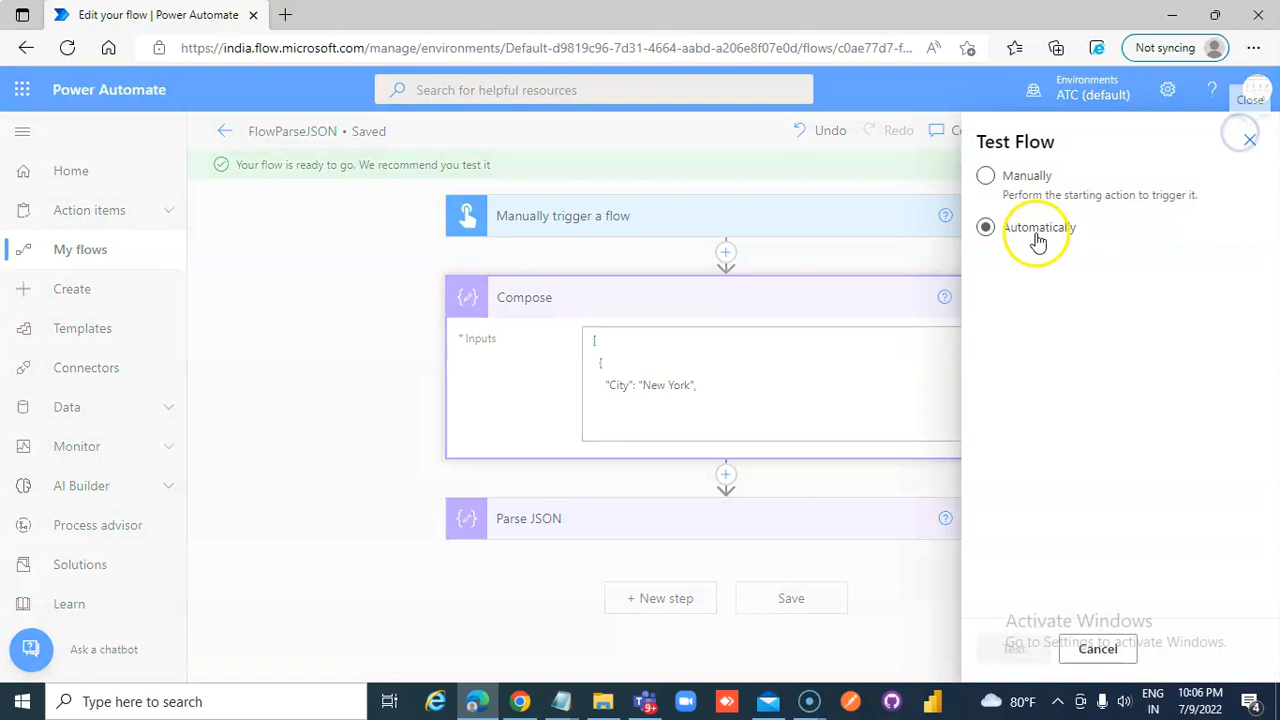 Edit your flow | Power Automate
https://india.flow.microsoft.com/manage/environments/Default-d9819c96-7d31-4664-aabd-a206e8f07e0d/flows/c0ae77d7-f...
Not syncing
Power Automate
Search for helpful resources
Environments
ATC (default)
Close
FlowParseJSON • Saved
Undo
Redo
Your flow is ready to go. We recommend you test it
Home
Action items
My flows
Create
Templates
Connectors
Data
Monitor
AI Builder
Process advisor
Solutions
Learn
Ask a chatbot
Manually trigger a flow
Compose
* Inputs
[
{
"City": "New York",
Parse JSON
+ New step
Save
Test Flow
Manually
Perform the starting action to trigger it.
Automatically
Activate Windows
Go to Settings to activate Windows.
Test
Cancel
Type here to search
9+
80°F
ENG
IN
10:06 PM
7/9/2022
4